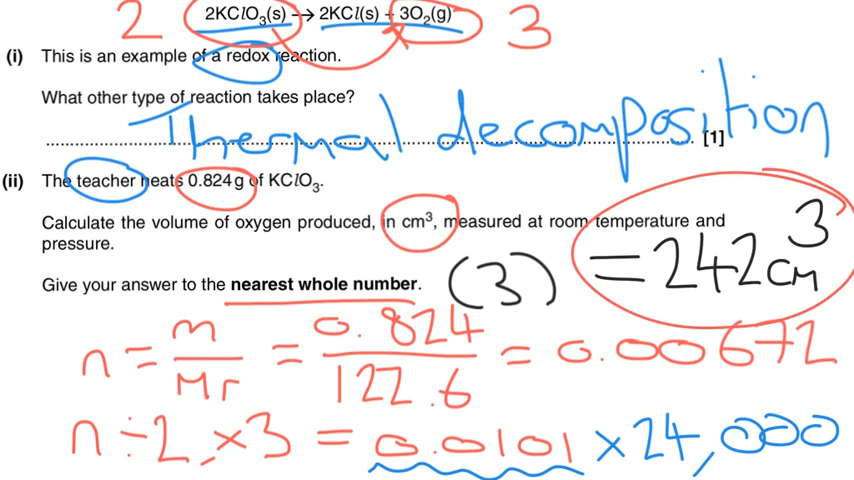 2 2KClO₃(s) → 2KCl(s) + 3O₂(g) 3
(i) This is an example of a redox reaction.
What other type of reaction takes place?
Thermal decomposition [1]
(ii) The teacher heats 0.824 g of KClO₃.
Calculate the volume of oxygen produced, in cm³, measured at room temperature and
pressure.
Give your answer to the nearest whole number. (3) = 242 cm³
n = m/Mr = 0.824/122.6 = 0.00672
n ÷ 2 × 3 = 0.0101 × 24,000